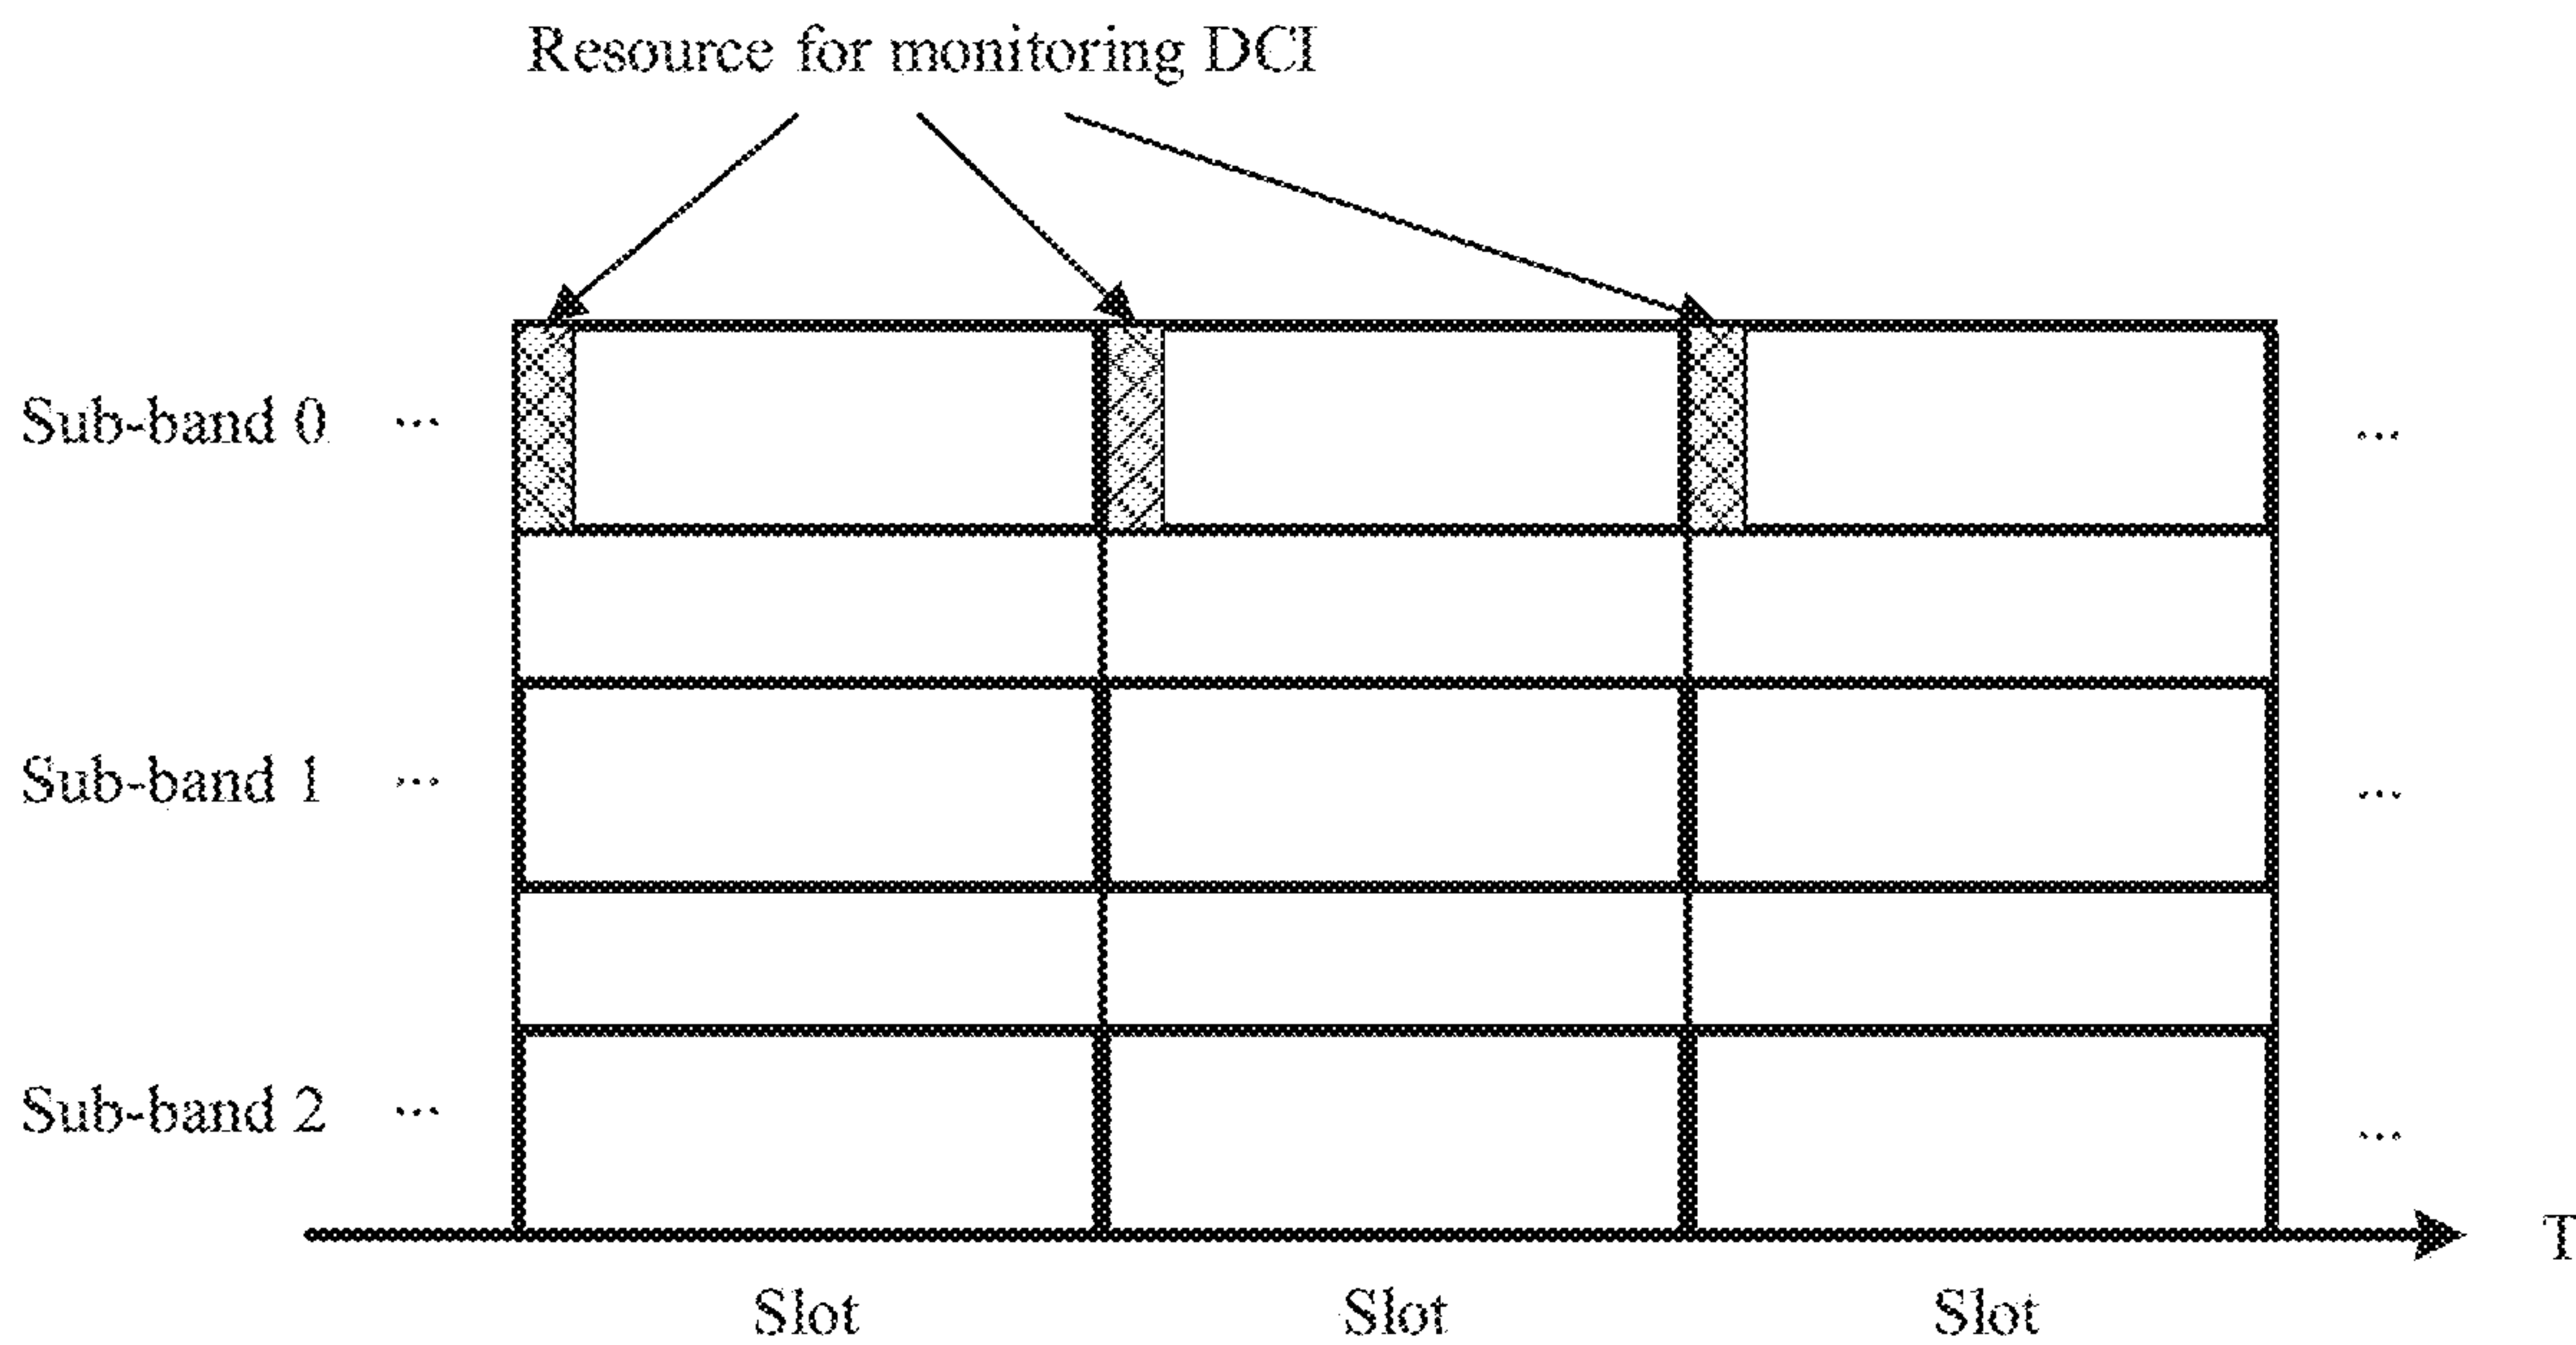 Resource for monitoring DCI
Sub-band 0 ... ...
Sub-band 1 ... ...
Sub-band 2 ... ...
T
Slot Slot Slot